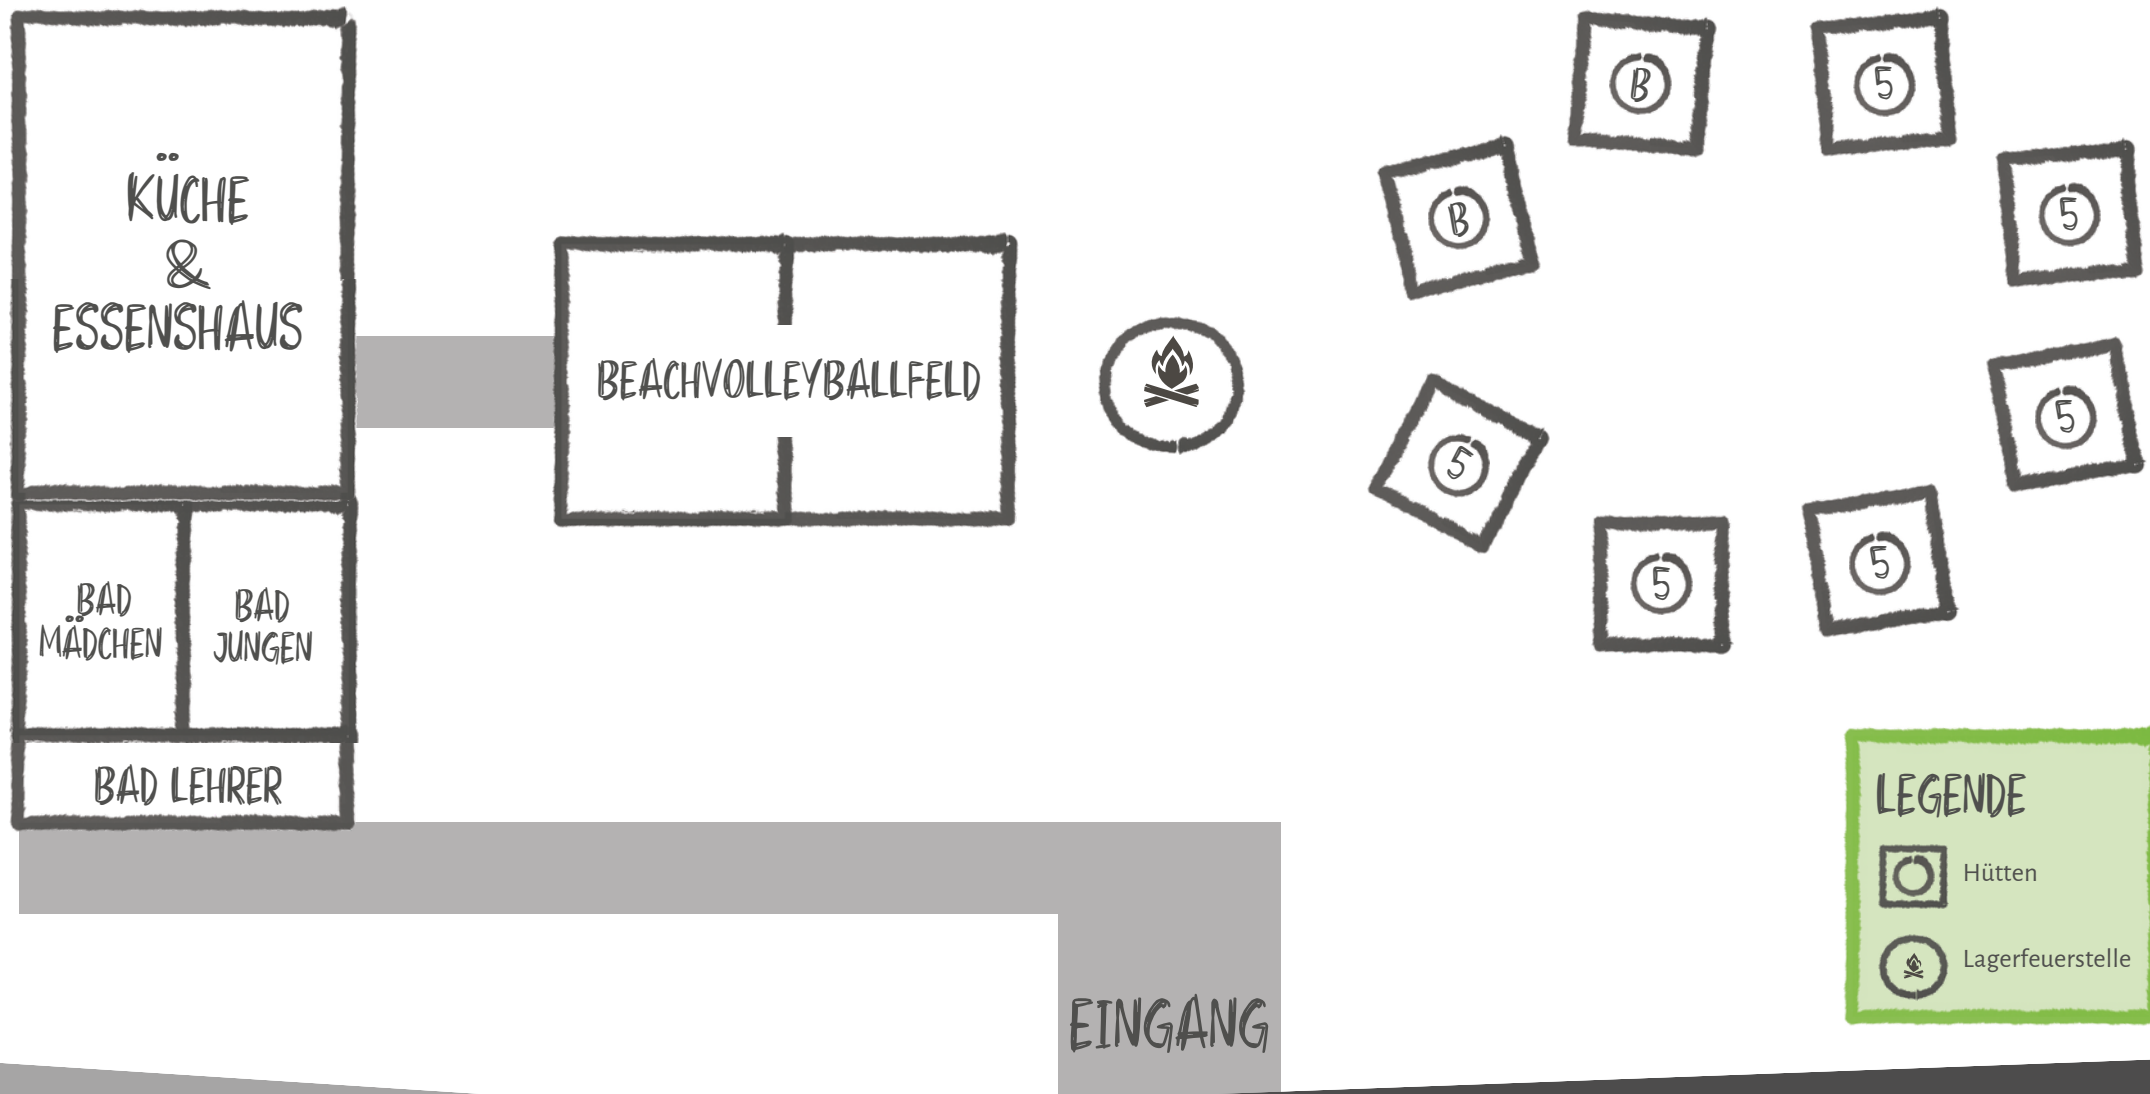 KÜCHE
&
ESSENSHAUS
BAD
MÄDCHEN
BAD
JUNGEN
BAD LEHRER
BEACHVOLLEYBALLFELD
B
5
B
5
5
5
5
5
EINGANG
LEGENDE
Hütten
Lagerfeuerstelle